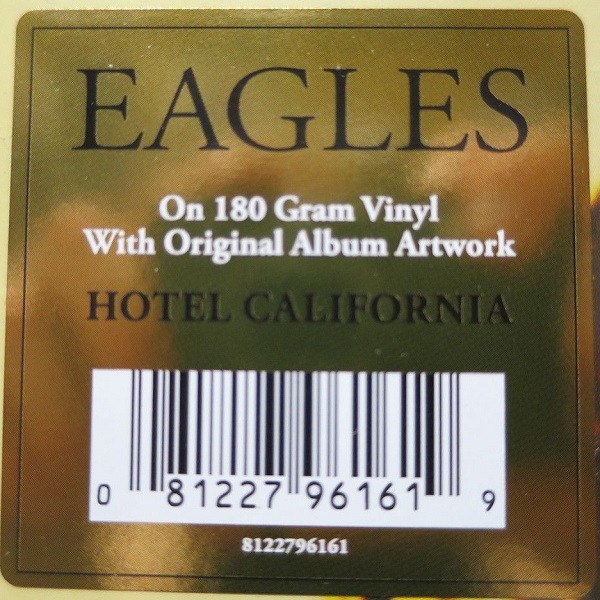 EAGLES
On 180 Gram Vinyl
With Original Album Artwork
HOTEL CALIFORNIA
0 81227 96161 9
8122796161